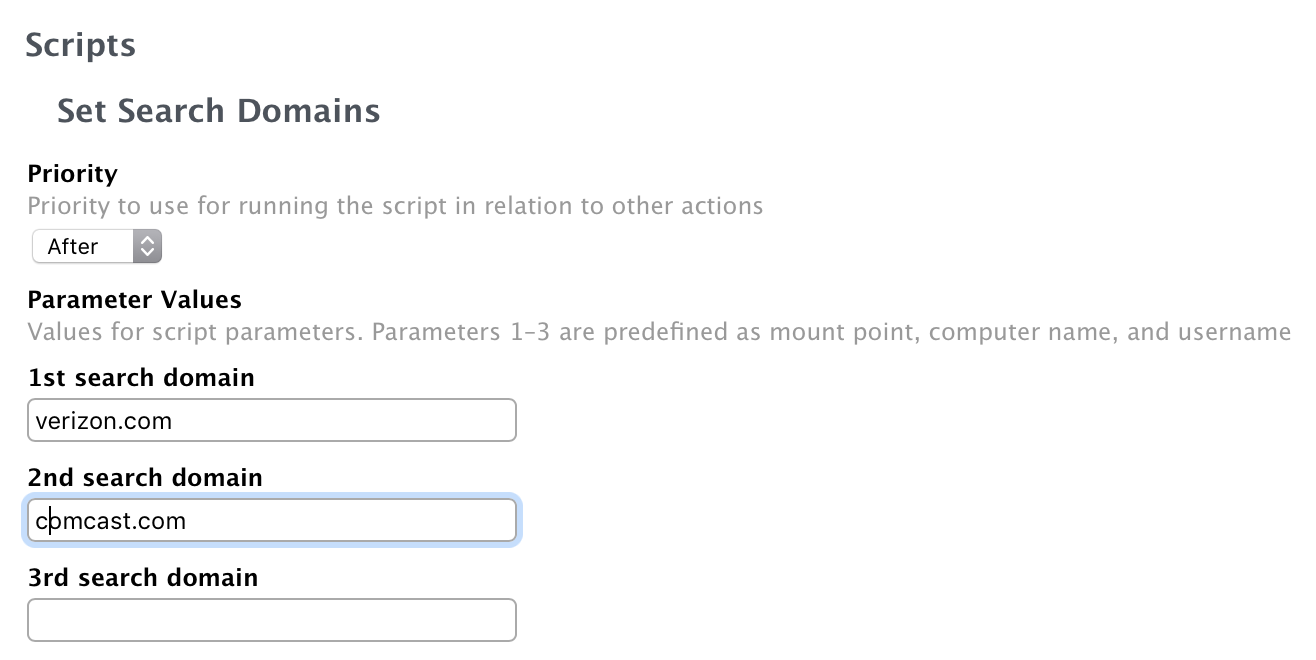 Scripts
Set Search Domains
Priority
Priority to use for running the script in relation to other actions
After
Parameter Values
Values for script parameters. Parameters 1–3 are predefined as mount point, computer name, and username
1st search domain
verizon.com
2nd search domain
comcast.com
3rd search domain